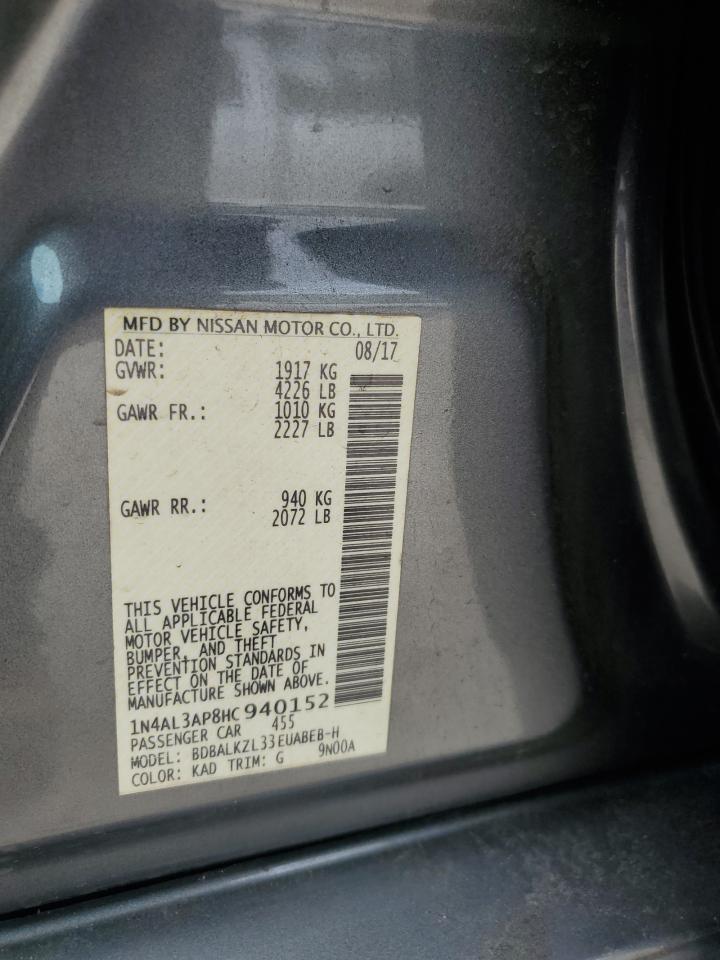 MFD BY NISSAN MOTOR CO., LTD.
DATE: 08/17
GVWR: 1917 KG
4226 LB
GAWR FR.: 1010 KG
2227 LB
GAWR RR.: 940 KG
2072 LB
THIS VEHICLE CONFORMS TO
ALL APPLICABLE FEDERAL
MOTOR VEHICLE SAFETY,
BUMPER, AND THEFT
PREVENTION STANDARDS IN
EFFECT ON THE DATE OF
MANUFACTURE SHOWN ABOVE.
1N4AL3AP8HC940152
PASSENGER CAR 455
MODEL: BDBALKZL33EUABEB-H
COLOR: KAD TRIM: G 9N00A